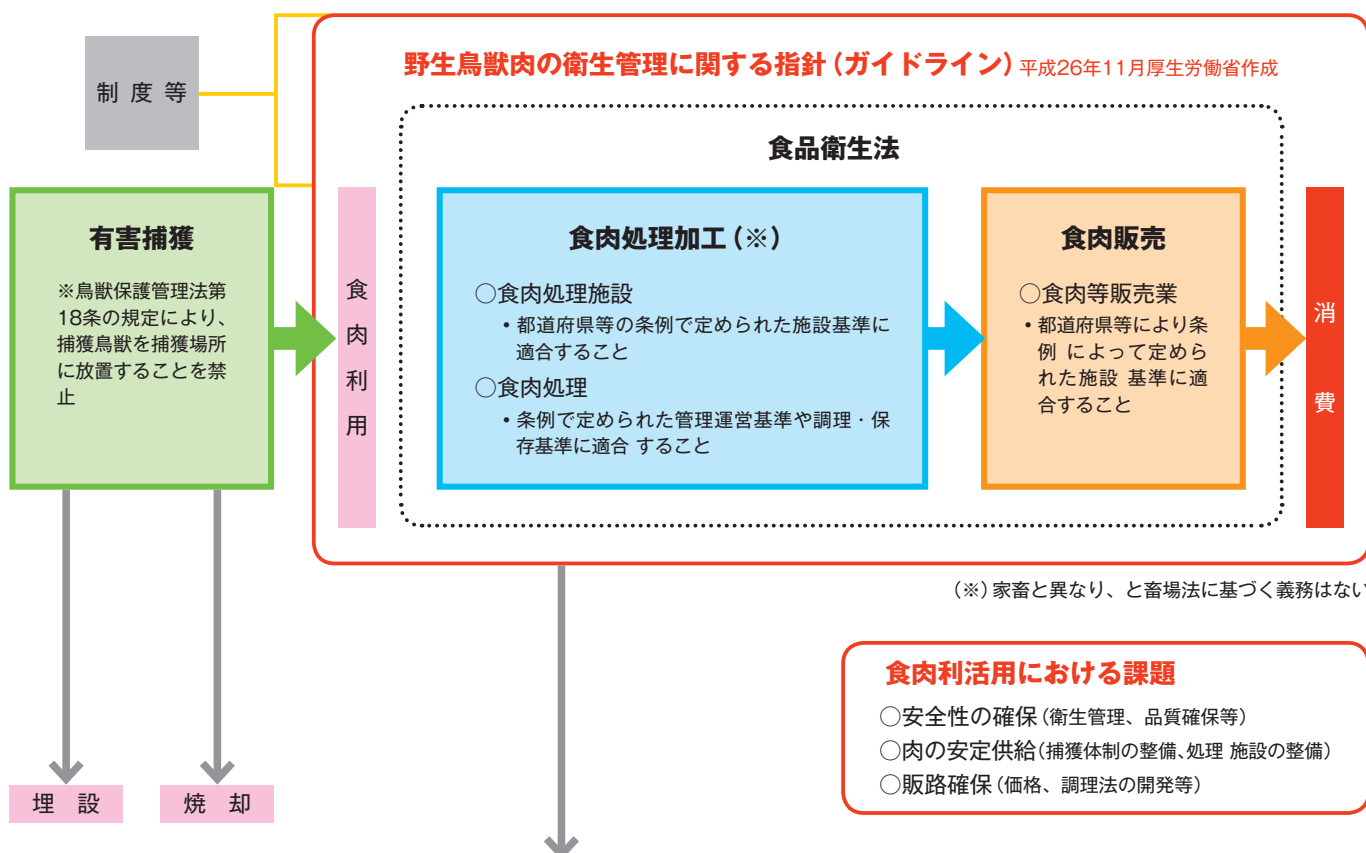 制度等
野生鳥獣肉の衛生管理に関する指針(ガイドライン) 平成26年11月厚生労働省作成
食品衛生法
有害捕獲
※鳥獣保護管理法第
18条の規定により、
捕獲鳥獣を捕獲場所
に放置することを禁
止
食肉利用
食肉処理加工(※)
○食肉処理施設
・都道府県等の条例で定められた施設基準に
適合すること
○食肉処理
・条例で定められた管理運営基準や調理・保
存基準に適合 すること
食肉販売
○食肉等販売業
・都道府県等により条
例 によって定めら
れた施設 基準に適
合すること
消費
(※)家畜と異なり、と畜場法に基づく義務はない
食肉利活用における課題
○安全性の確保(衛生管理、品質確保等)
○肉の安定供給(捕獲体制の整備、処理 施設の整備)
○販路確保(価格、調理法の開発等)
埋設
焼却